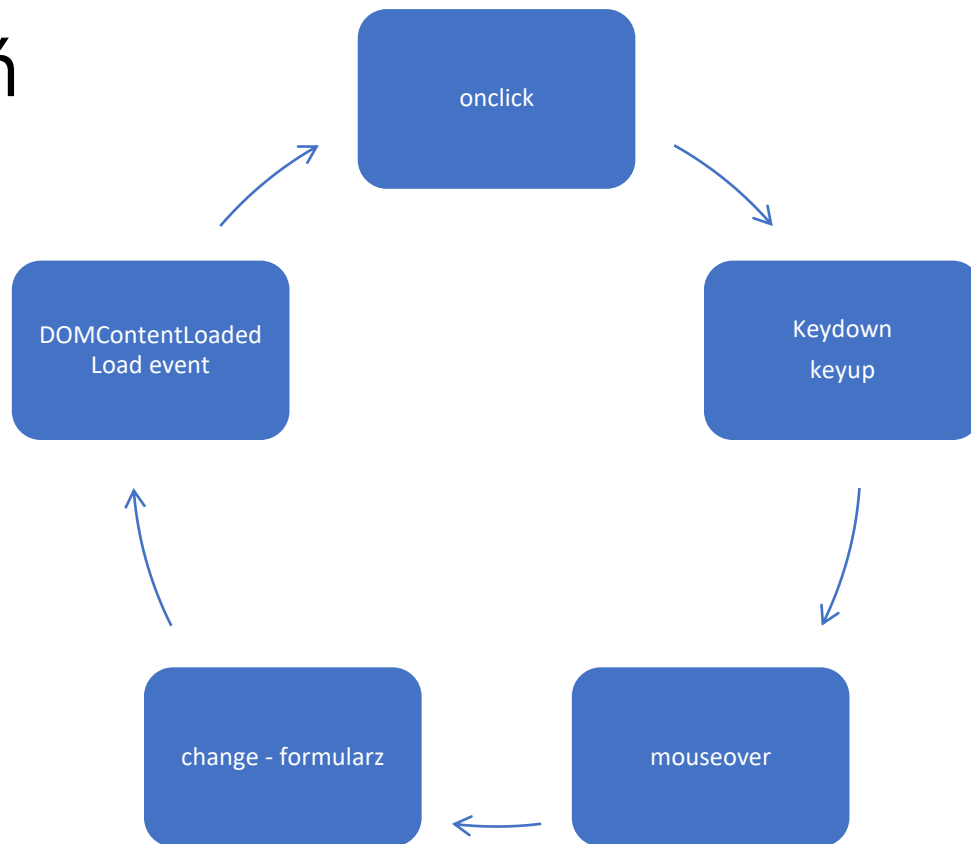 ń
onclick
DOMContentLoaded
Load event
Keydown
keyup
change - formularz
mouseover